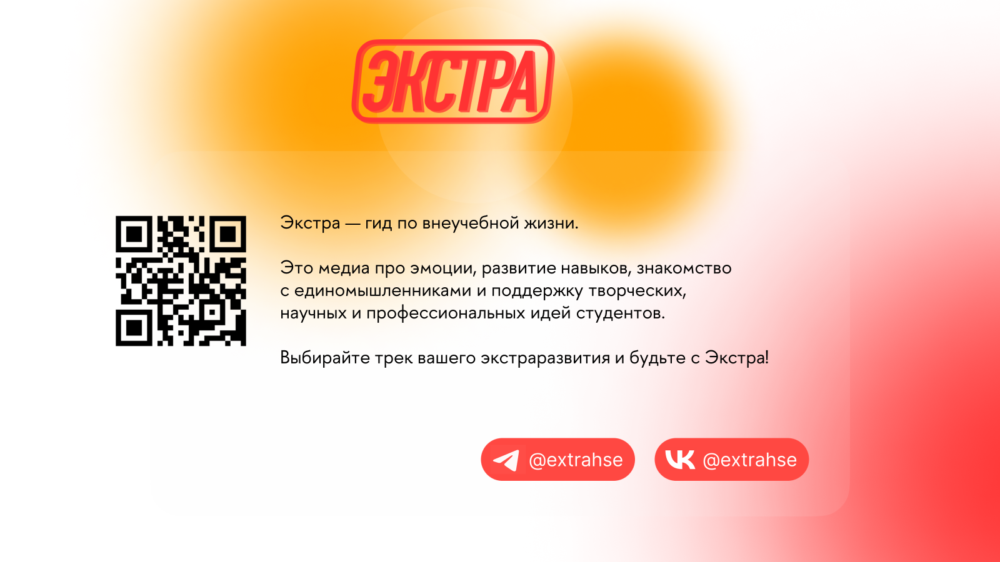 ЭКСТРА
Экстра — гид по внеучебной жизни.
Это медиа про эмоции, развитие навыков, знакомство
с единомышленниками и поддержку творческих,
научных и профессиональных идей студентов.
Выбирайте трек вашего экстраразвития и будьте с Экстра!
@extrahse
VK @extrahse